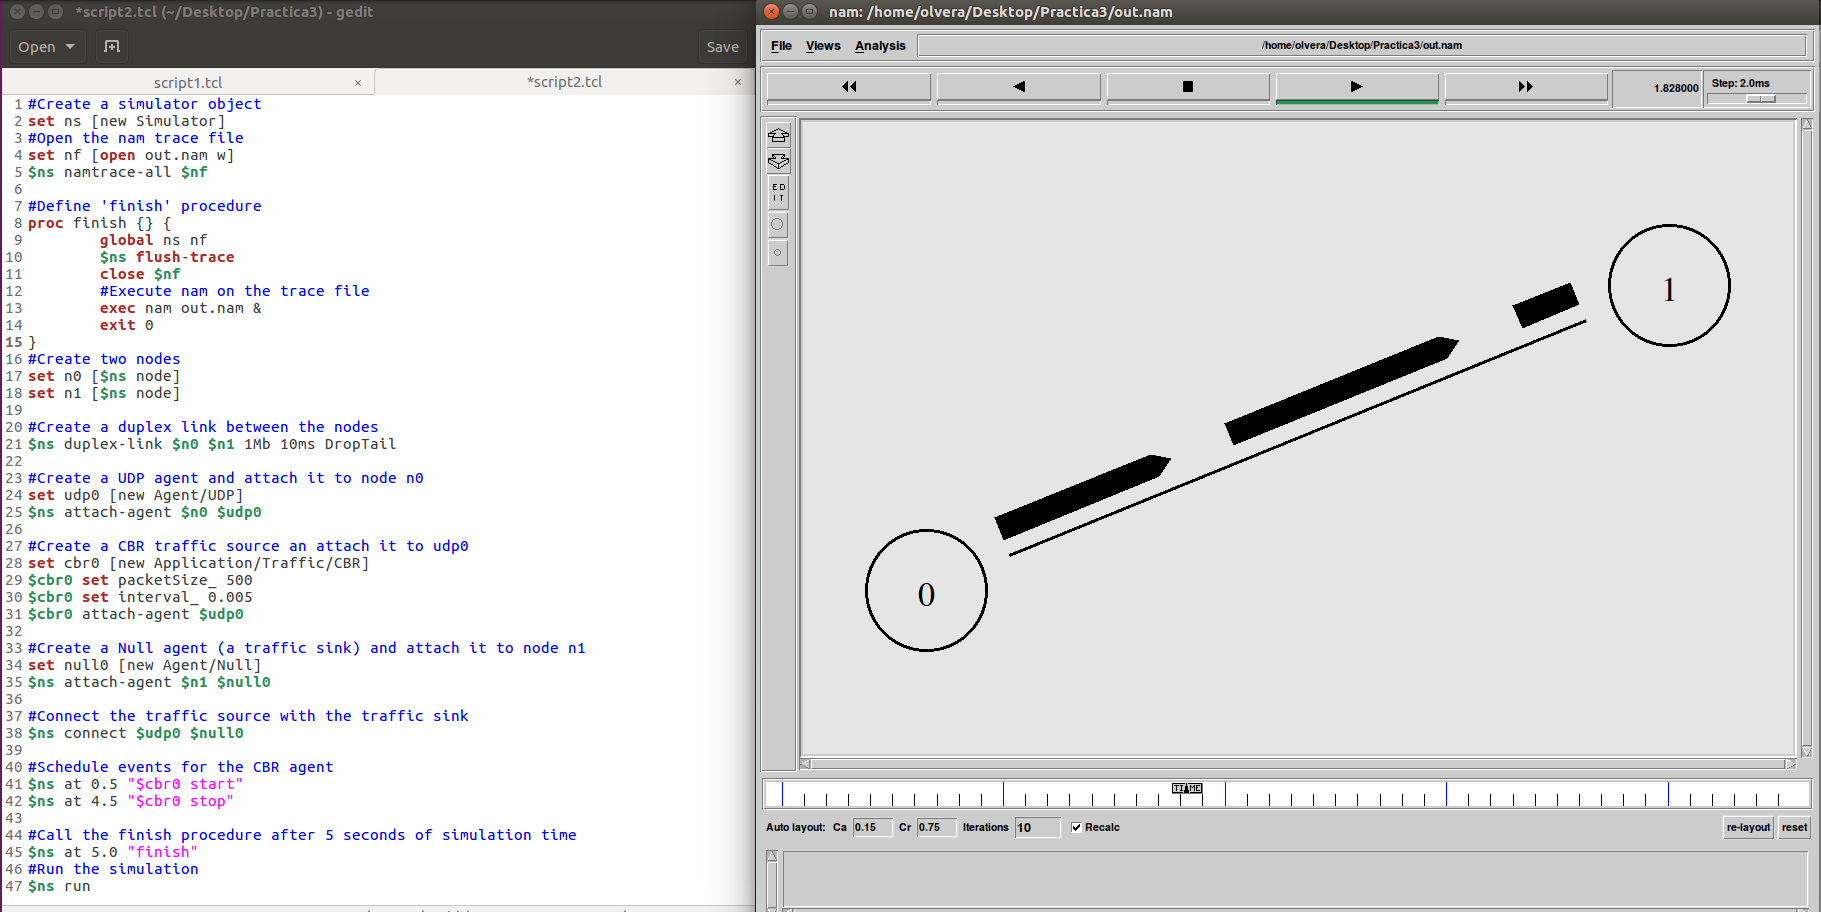 *script2.tcl (~/Desktop/Practica3) - gedit
Open
Save
script1.tcl ×
*script2.tcl ×
1 #Create a simulator object
2 set ns [new Simulator]
3 #Open the nam trace file
4 set nf [open out.nam w]
5 $ns namtrace-all $nf
6
7 #Define 'finish' procedure
8 proc finish {} {
9         global ns nf
10         $ns flush-trace
11         close $nf
12         #Execute nam on the trace file
13         exec nam out.nam &
14         exit 0
15 }
16 #Create two nodes
17 set n0 [$ns node]
18 set n1 [$ns node]
19
20 #Create a duplex link between the nodes
21 $ns duplex-link $n0 $n1 1Mb 10ms DropTail
22
23 #Create a UDP agent and attach it to node n0
24 set udp0 [new Agent/UDP]
25 $ns attach-agent $n0 $udp0
26
27 #Create a CBR traffic source an attach it to udp0
28 set cbr0 [new Application/Traffic/CBR]
29 $cbr0 set packetSize_ 500
30 $cbr0 set interval_ 0.005
31 $cbr0 attach-agent $udp0
32
33 #Create a Null agent (a traffic sink) and attach it to node n1
34 set null0 [new Agent/Null]
35 $ns attach-agent $n1 $null0
36
37 #Connect the traffic source with the traffic sink
38 $ns connect $udp0 $null0
39
40 #Schedule events for the CBR agent
41 $ns at 0.5 "$cbr0 start"
42 $ns at 4.5 "$cbr0 stop"
43
44 #Call the finish procedure after 5 seconds of simulation time
45 $ns at 5.0 "finish"
46 #Run the simulation
47 $ns run
nam: /home/olvera/Desktop/Practica3/out.nam
File Views Analysis
/home/olvera/Desktop/Practica3/out.nam
1.828000
Step: 2.0ms
ED
IT
1
0
TIME
Auto layout: Ca 0.15 Cr 0.75 Iterations 10 Recalc
re-layout reset